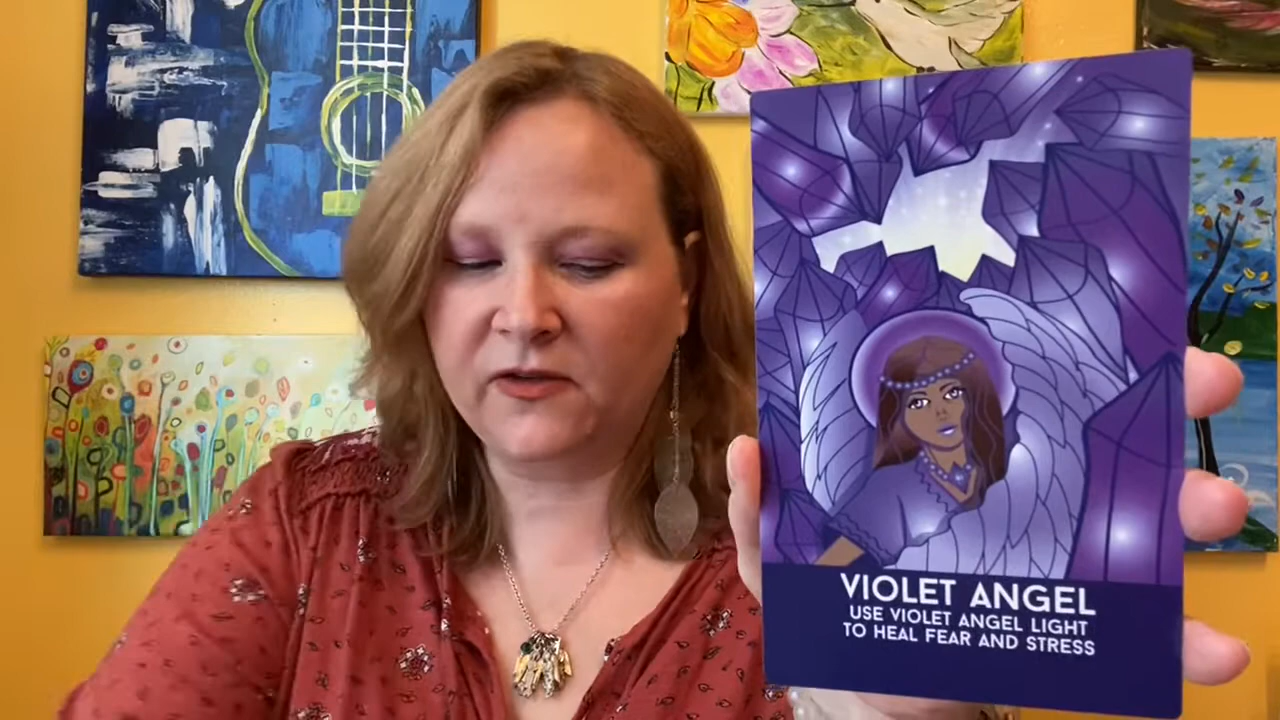 VIOLET ANGEL
USE VIOLET ANGEL LIGHT
TO HEAL FEAR AND STRESS